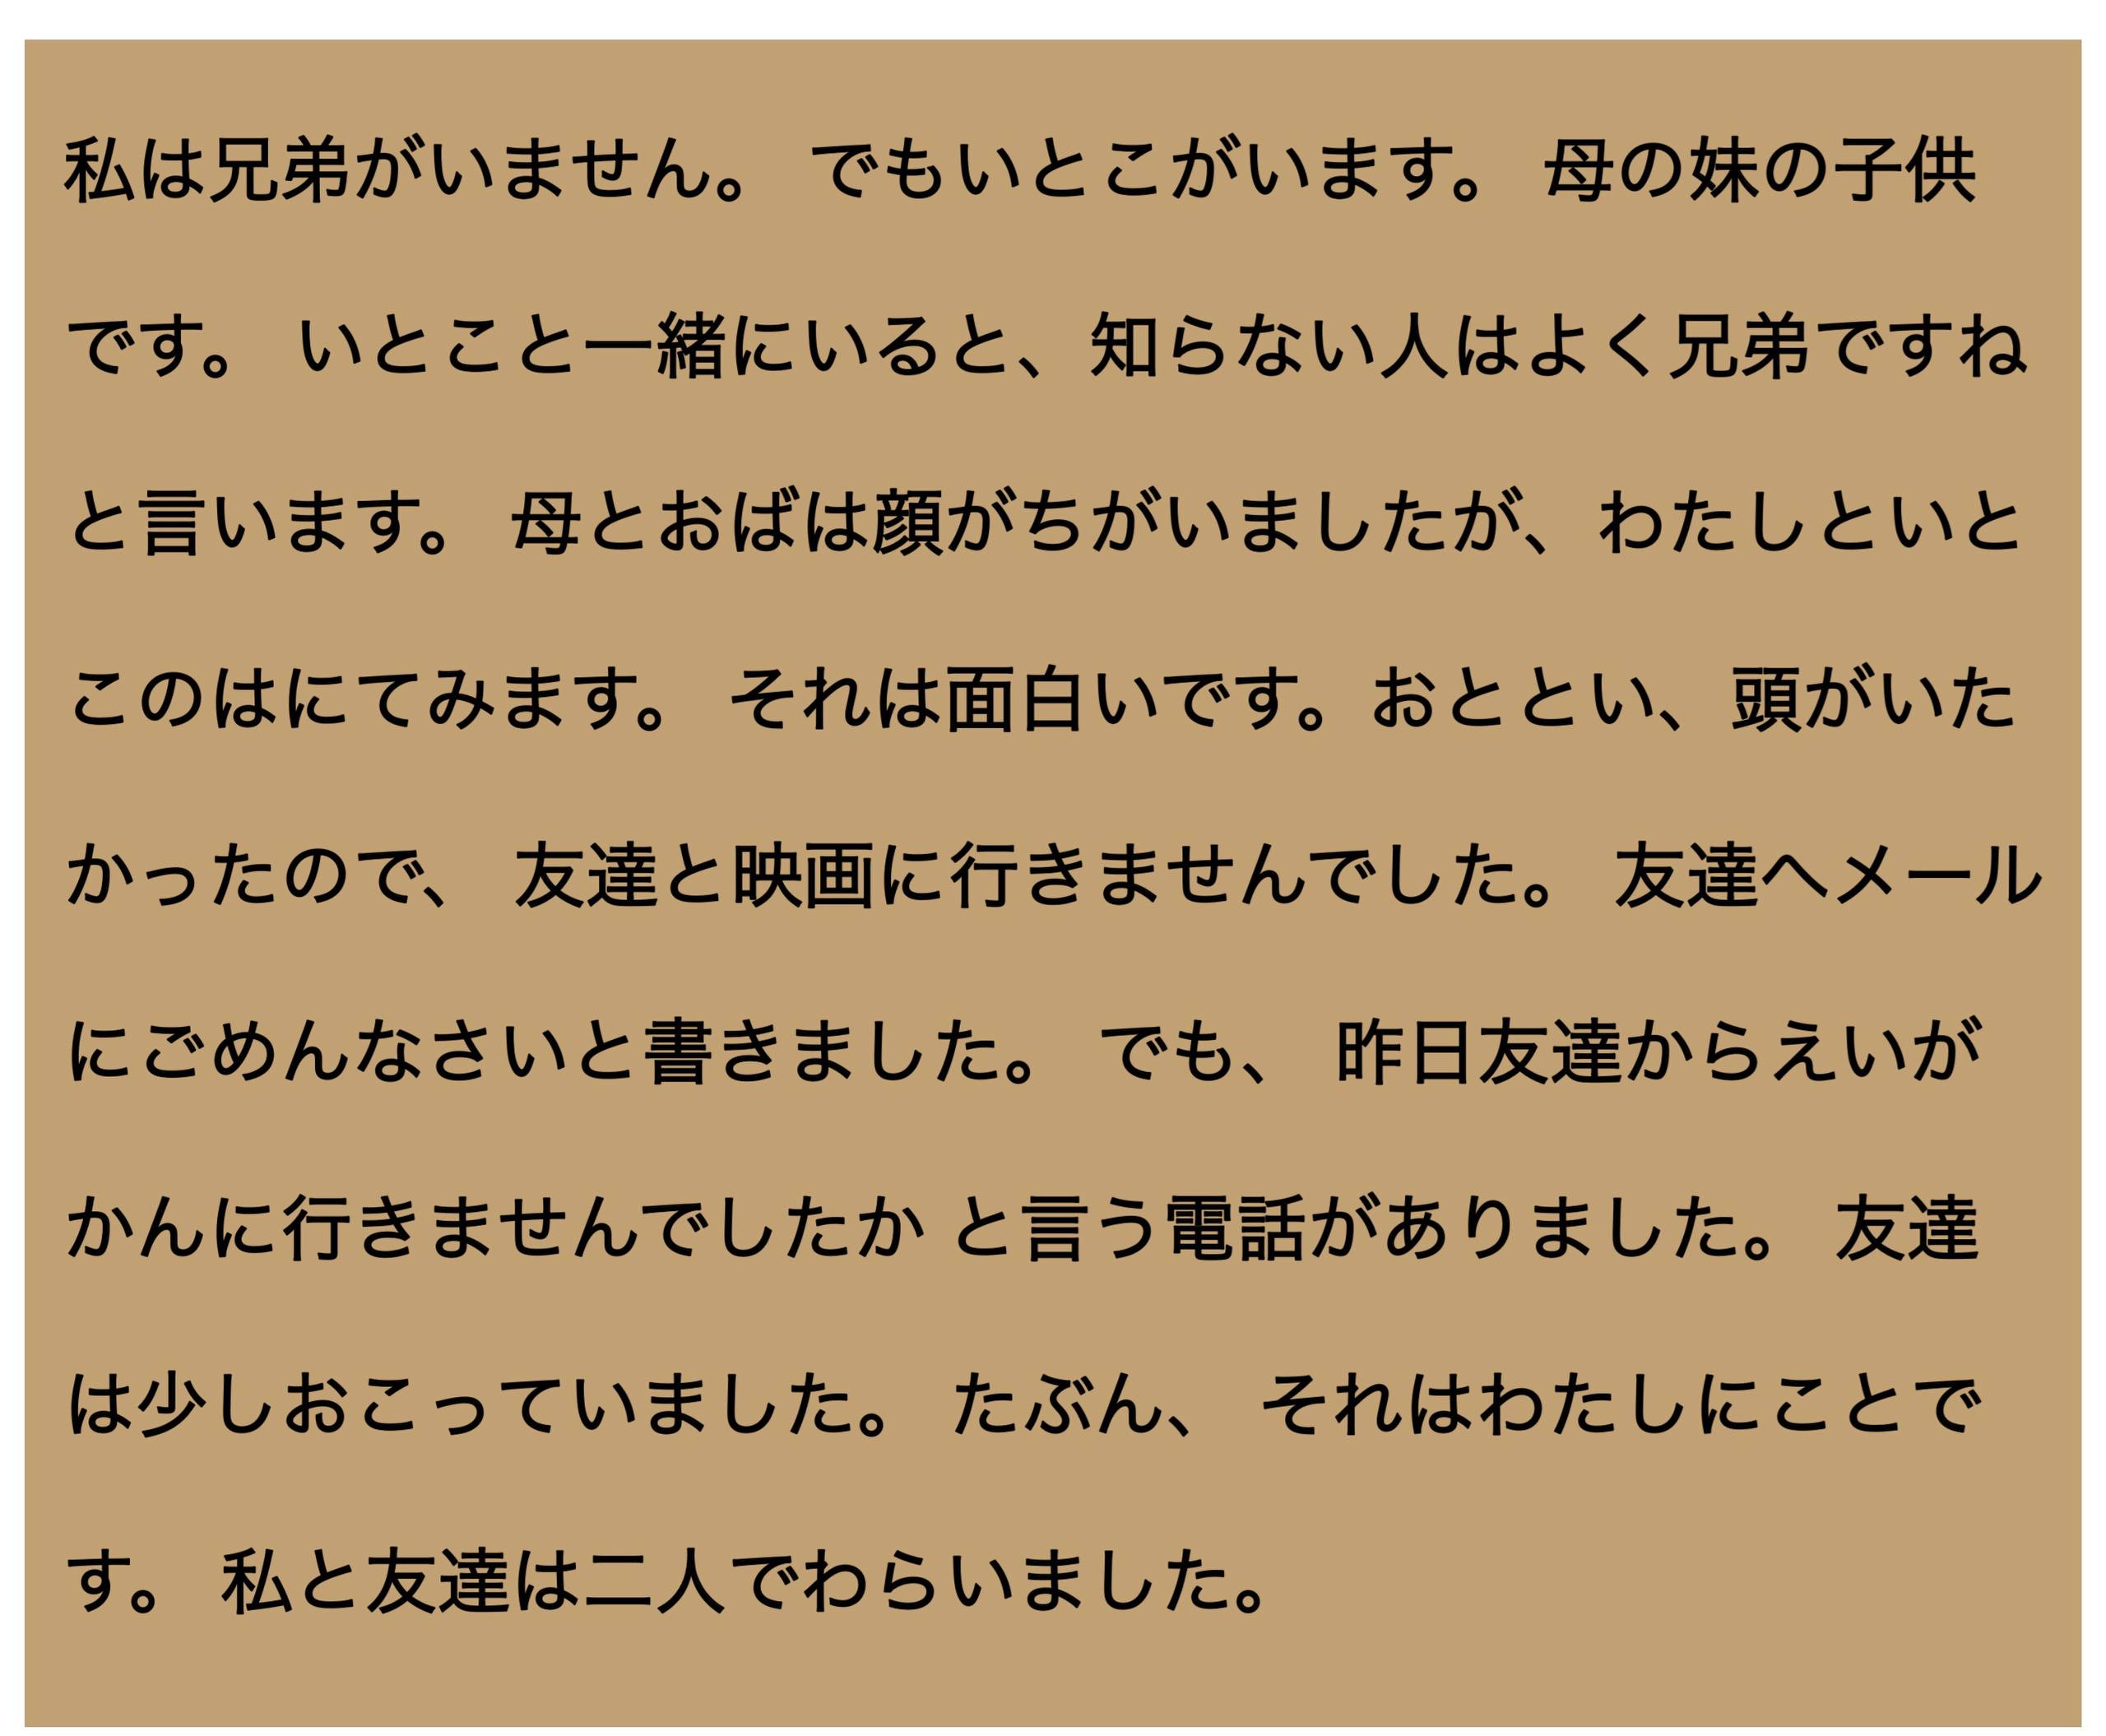 私は兄弟がいません。 でもいとこがいます。 母の妹の子供
です。 いとこと一緒にいると、知らない人はよく兄弟ですね
と言います。 母とおばは顔がちがいましたが、 わたしといと
このはにてみます。 それは面白いです。おととい、 頭がいた
かったので、 友達と映画に行きませんでした。 友達へメール
にごめんなさいと書きました。 でも、 昨日友達からえいが
かんに行きませんでしたか と言う電話がありました。 友達
は少しおこっていました。 たぶん、 それはわたしにことで
す。 私と友達は二人でわらいました。